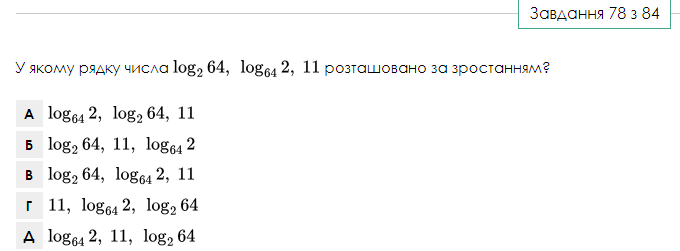 Завдання 78 з 84
У якому рядку числа log₂ 64, log₆₄ 2, 11 розташовано за зростанням?
А log₆₄ 2, log₂ 64, 11
Б log₂ 64, 11, log₆₄ 2
В log₂ 64, log₆₄ 2, 11
Г 11, log₆₄ 2, log₂ 64
Д log₆₄ 2, 11, log₂ 64